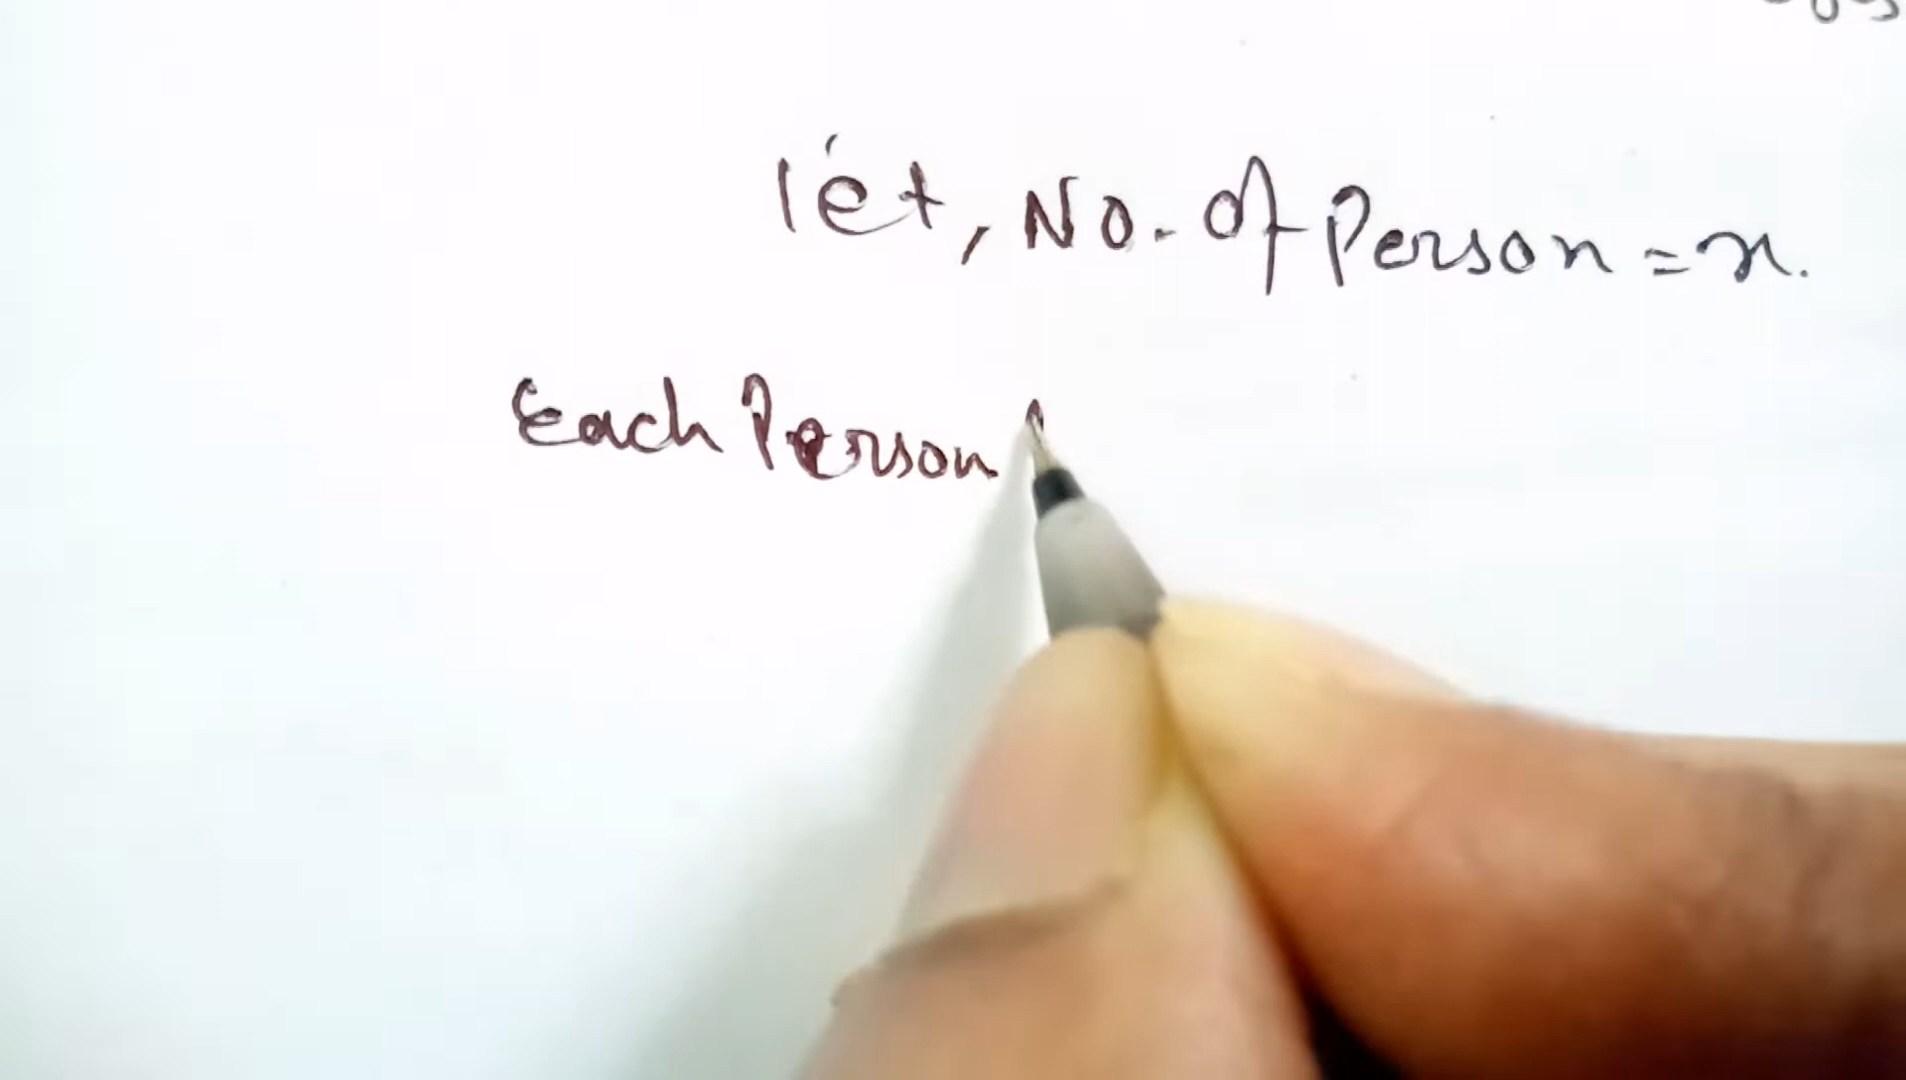 let, No. of Person = x.
Each Person